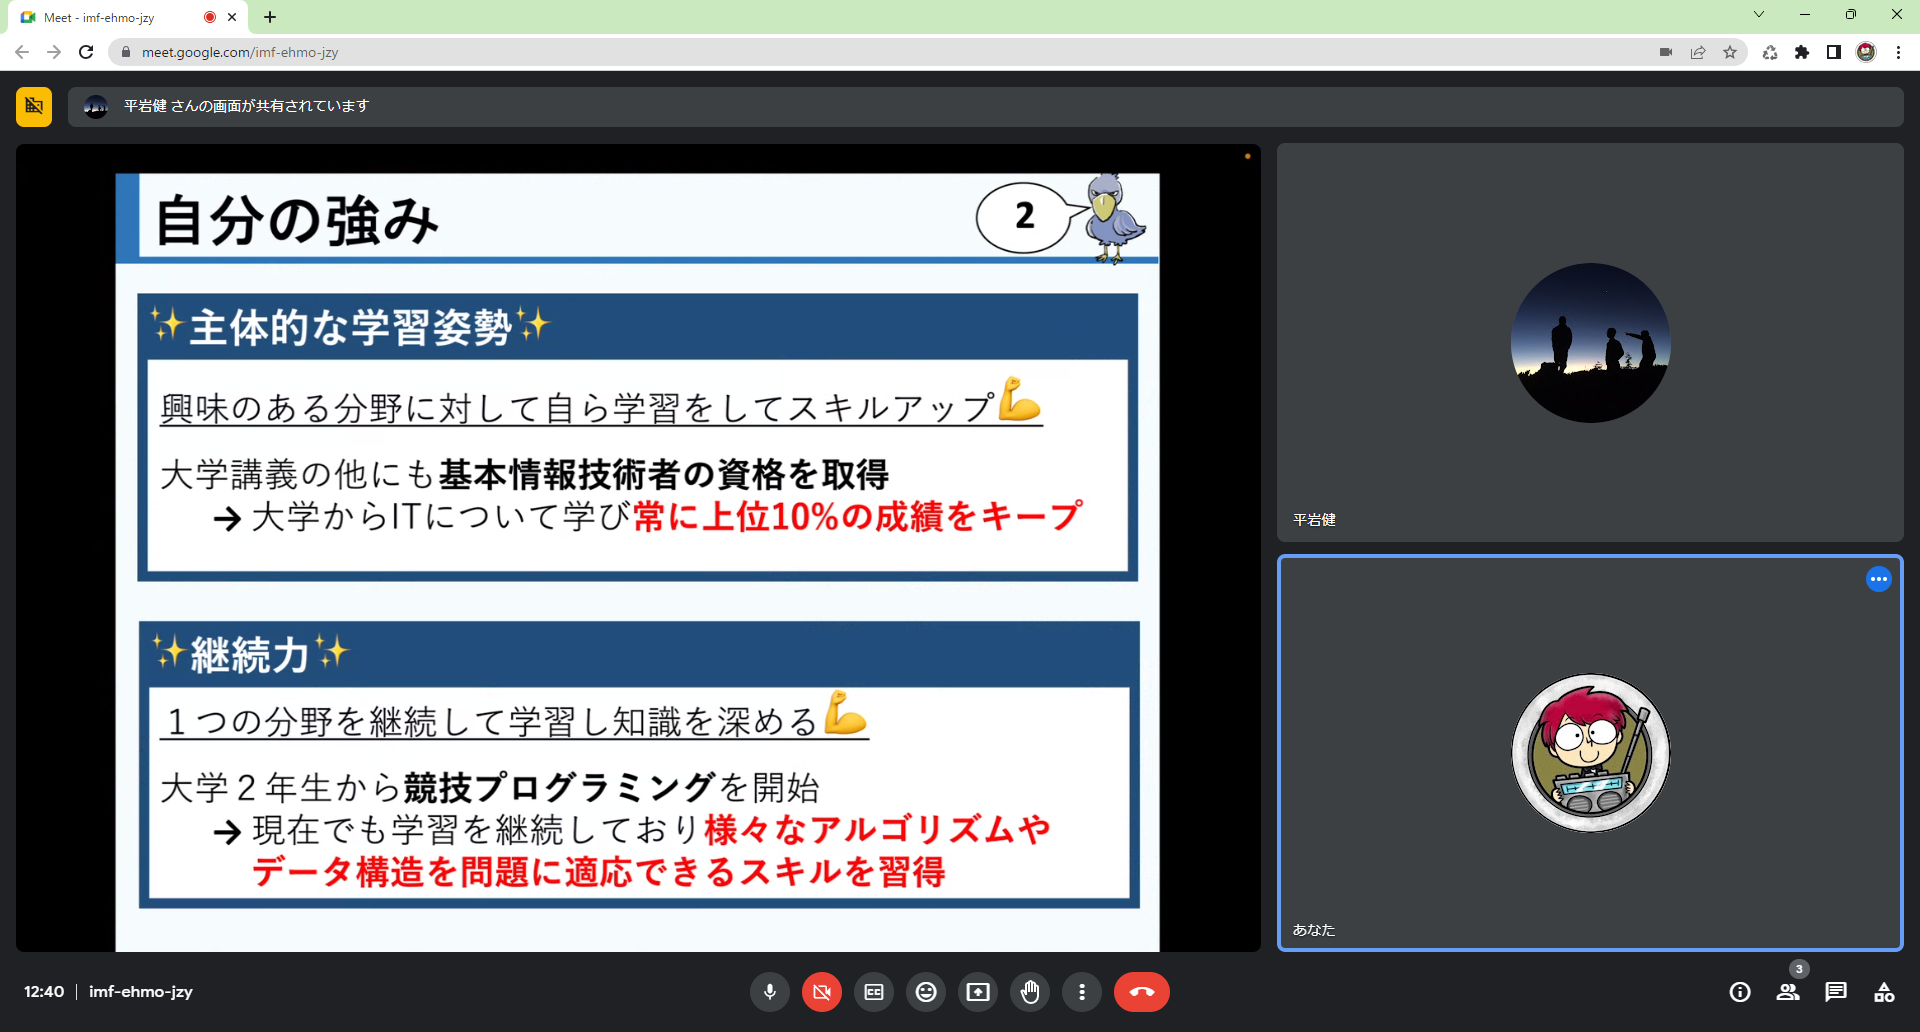 Meet - imf-ehmo-jzy
meet.google.com/imf-ehmo-jzy
平岩健 さんの画面が共有されています
自分の強み
2
✨主体的な学習姿勢✨
興味のある分野に対して自ら学習をしてスキルアップ💪
大学講義の他にも基本情報技術者の資格を取得
→ 大学からITについて学び常に上位10%の成績をキープ
✨継続力✨
１つの分野を継続して学習し知識を深める💪
大学２年生から競技プログラミングを開始
→ 現在でも学習を継続しており様々なアルゴリズムや
データ構造を問題に適応できるスキルを習得
平岩健
あなた
12:40 | imf-ehmo-jzy
3